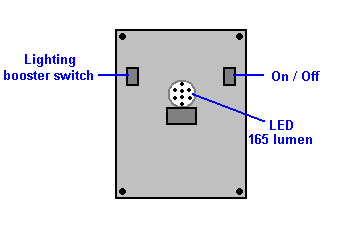 Lighting
booster switch
On / Off
LED
165 lumen